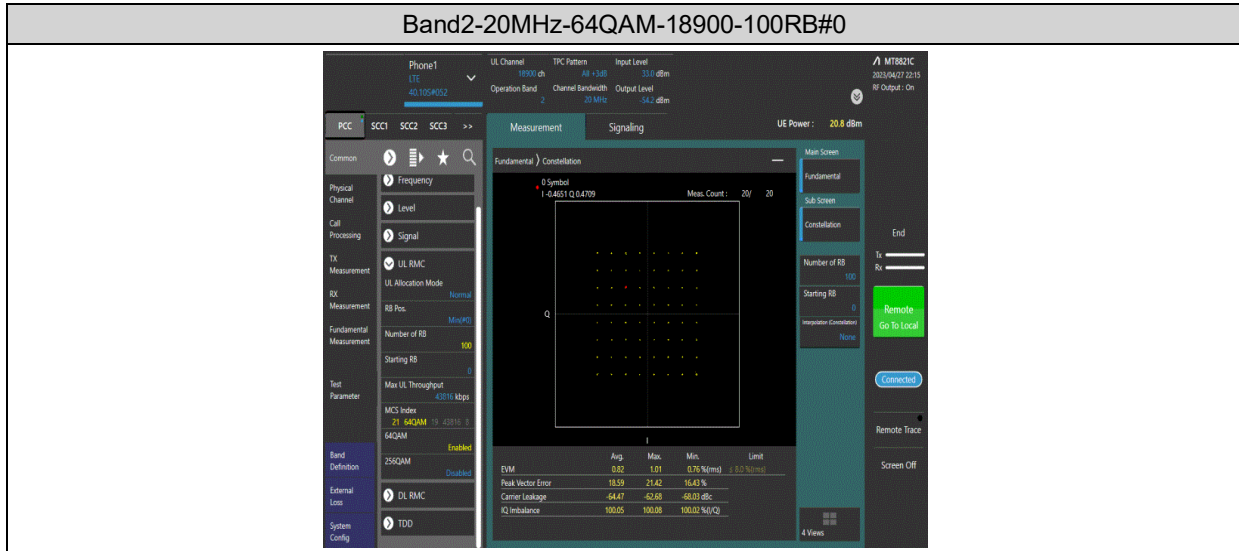 Band2-20MHz-64QAM-18900-100RB#0
Phone1
LTE
40.10S#052
UL Channel TPC Pattern Input Level
18900 ch All +3dB 33.0 dBm
Operation Band Channel Bandwidth Output Level
2 20 MHz -54.2 dBm
MT8821C
2023/04/27 22:15
RF Output : On
PCC SCC1 SCC2 SCC3 >>
Measurement Signaling
UE Power : 20.8 dBm
Common
Physical
Channel
Call
Processing
TX
Measurement
RX
Measurement
Fundamental
Measurement
Test
Parameter
Band
Definition
External
Loss
System
Config
Frequency
Level
Signal
UL RMC
UL Allocation Mode
Normal
RB Pos.
Min(#0)
Number of RB
100
Starting RB
0
Max UL Throughput
43816 kbps
MCS Index
21 64QAM 19 43816 8
64QAM
Enabled
256QAM
Disabled
DL RMC
TDD
Fundamental Constellation
0 Symbol
I -0.4651 Q 0.4709
Meas. Count : 20/ 20
Q
I
Avg. Max. Min. Limit
EVM 0.82 1.01 0.76 %(rms) ≤ 8.0 %(rms)
Peak Vector Error 18.59 21.42 16.43 %
Carrier Leakage -64.47 -62.68 -68.03 dBc
IQ Imbalance 100.05 100.08 100.02 %(I/Q)
Main Screen
Fundamental
Sub Screen
Constellation
Number of RB
100
Starting RB
0
Interpolation (Constellation)
None
4 Views
End
Tx
Rx
Remote
Go To Local
Connected
Remote Trace
Screen Off